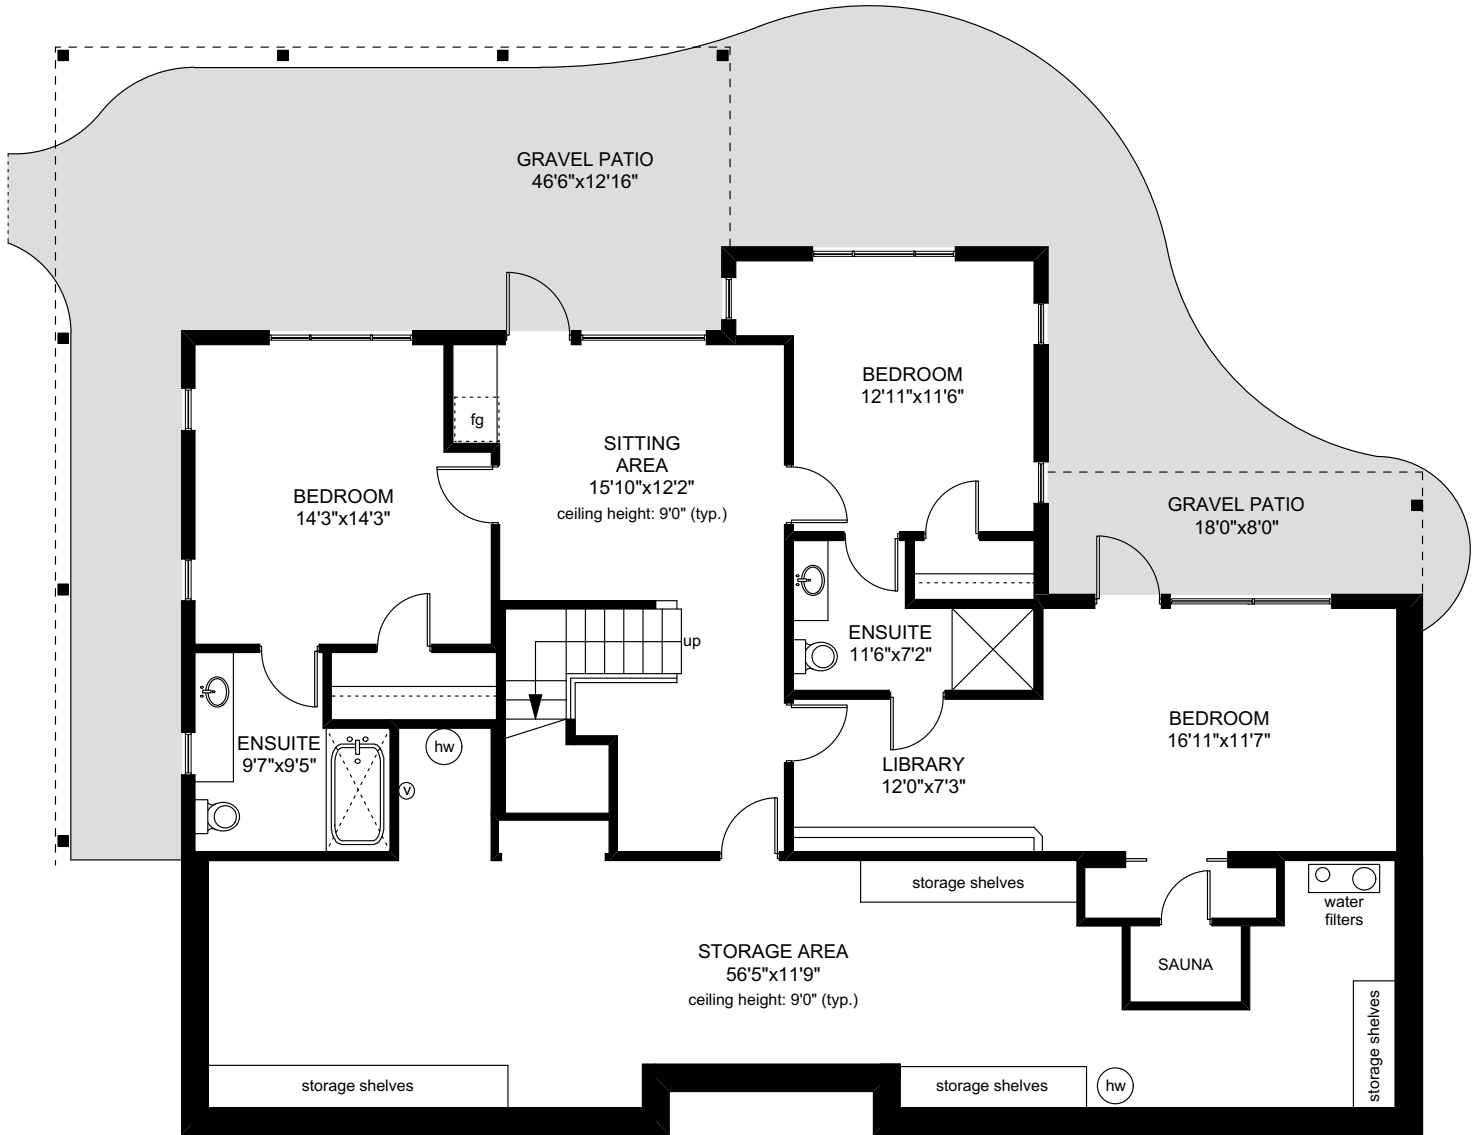 GRAVEL PATIO
46'6"x12'16"
BEDROOM
12'11"x11'6"
fg
SITTING
AREA
15'10"x12'2"
ceiling height: 9'0" (typ.)
BEDROOM
14'3"x14'3"
GRAVEL PATIO
18'0"x8'0"
up
ENSUITE
11'6"x7'2"
BEDROOM
16'11"x11'7"
ENSUITE
9'7"x9'5"
hw
v
LIBRARY
12'0"x7'3"
storage shelves
water
filters
STORAGE AREA
56'5"x11'9"
ceiling height: 9'0" (typ.)
SAUNA
storage shelves
storage shelves
storage shelves
hw